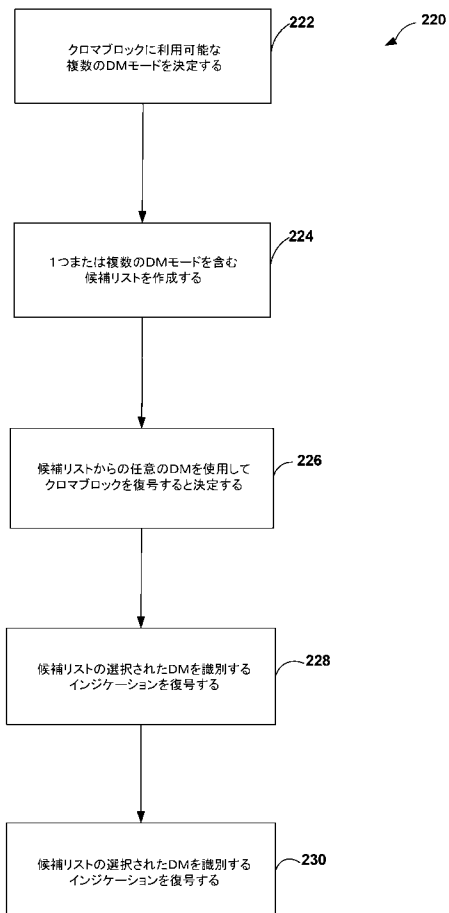 クロマブロックに利用可能な
複数のDMモードを決定する
222
220
1つまたは複数のDMモードを含む
候補リストを作成する
224
候補リストからの任意のDMを使用して
クロマブロックを復号すると決定する
226
候補リストの選択されたDMを識別する
インジケーションを復号する
228
候補リストの選択されたDMを識別する
インジケーションを復号する
230